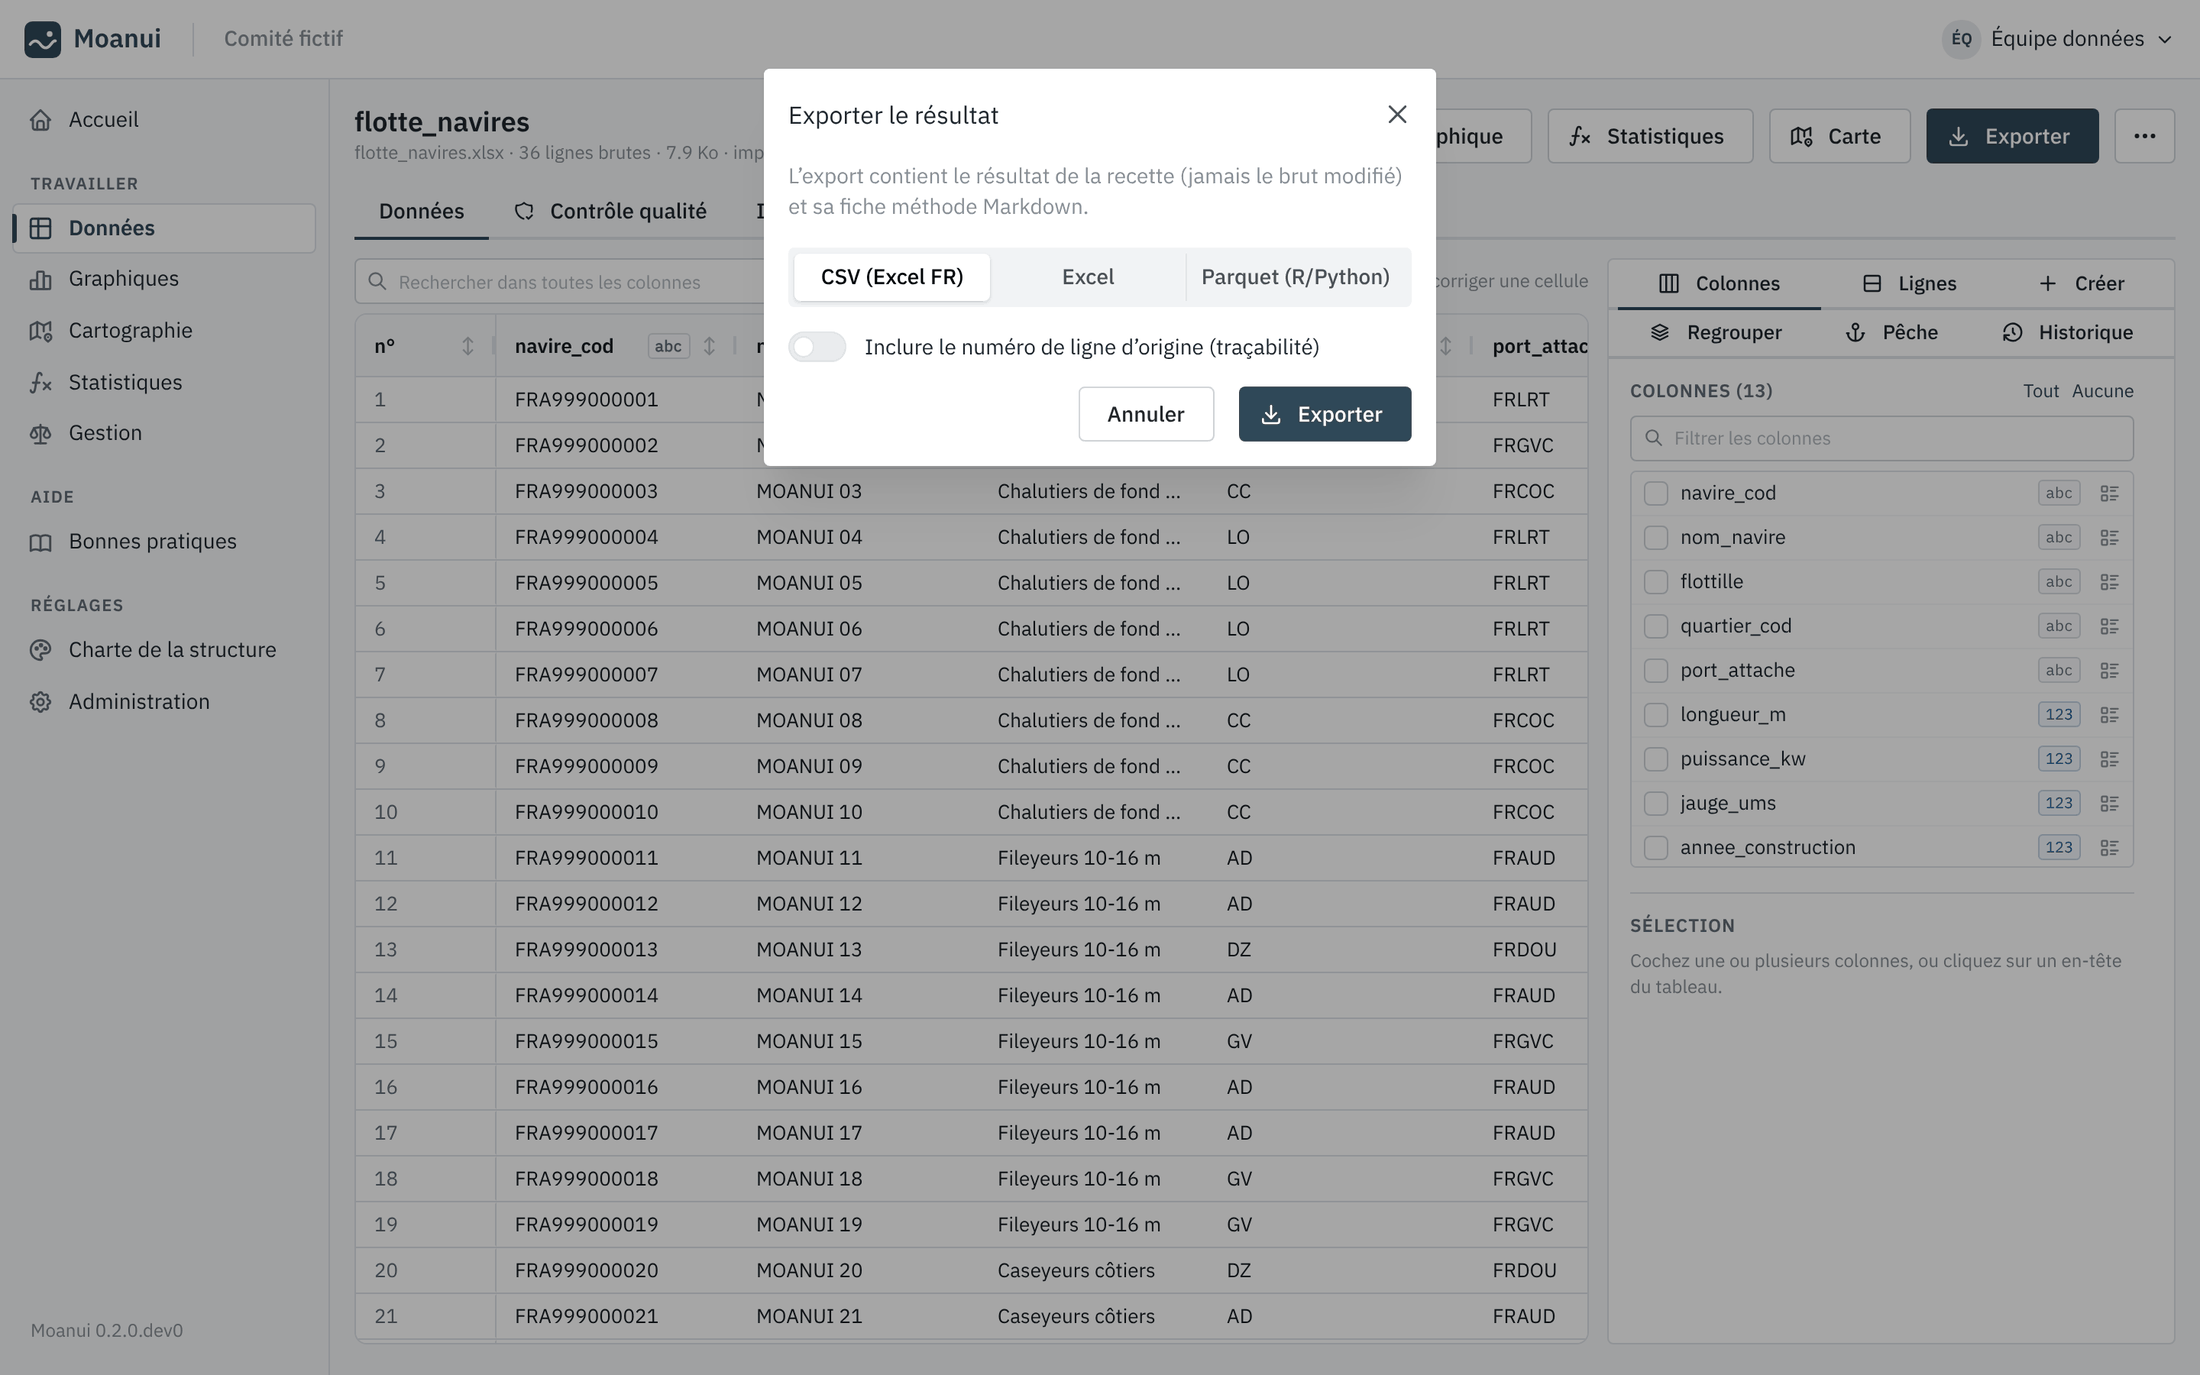 Moanui
Comité fictif
ÉQ Équipe données
Accueil
TRAVAILLER
Données
Graphiques
Cartographie
Statistiques
Gestion
AIDE
Bonnes pratiques
RÉGLAGES
Charte de la structure
Administration
Moanui 0.2.0.dev0
flotte_navires
flotte_navires.xlsx · 36 lignes brutes · 7.9 Ko · imp
phique
Statistiques
Carte
Exporter
Données
Contrôle qualité
Rechercher dans toutes les colonnes
corriger une cellule
Exporter le résultat
L’export contient le résultat de la recette (jamais le brut modifié)
et sa fiche méthode Markdown.
CSV (Excel FR) Excel Parquet (R/Python)
Inclure le numéro de ligne d’origine (traçabilité)
Annuler Exporter
n° navire_cod abc n port_attac
1 FRA999000001 FRLRT
2 FRA999000002 FRGVC
3 FRA999000003 MOANUI 03 Chalutiers de fond ... CC FRCOC
4 FRA999000004 MOANUI 04 Chalutiers de fond ... LO FRLRT
5 FRA999000005 MOANUI 05 Chalutiers de fond ... LO FRLRT
6 FRA999000006 MOANUI 06 Chalutiers de fond ... LO FRLRT
7 FRA999000007 MOANUI 07 Chalutiers de fond ... LO FRLRT
8 FRA999000008 MOANUI 08 Chalutiers de fond ... CC FRCOC
9 FRA999000009 MOANUI 09 Chalutiers de fond ... CC FRCOC
10 FRA999000010 MOANUI 10 Chalutiers de fond ... CC FRCOC
11 FRA999000011 MOANUI 11 Fileyeurs 10-16 m AD FRAUD
12 FRA999000012 MOANUI 12 Fileyeurs 10-16 m AD FRAUD
13 FRA999000013 MOANUI 13 Fileyeurs 10-16 m DZ FRDOU
14 FRA999000014 MOANUI 14 Fileyeurs 10-16 m AD FRAUD
15 FRA999000015 MOANUI 15 Fileyeurs 10-16 m GV FRGVC
16 FRA999000016 MOANUI 16 Fileyeurs 10-16 m AD FRAUD
17 FRA999000017 MOANUI 17 Fileyeurs 10-16 m AD FRAUD
18 FRA999000018 MOANUI 18 Fileyeurs 10-16 m GV FRGVC
19 FRA999000019 MOANUI 19 Fileyeurs 10-16 m GV FRGVC
20 FRA999000020 MOANUI 20 Caseyeurs côtiers DZ FRDOU
21 FRA999000021 MOANUI 21 Caseyeurs côtiers AD FRAUD
Colonnes Lignes Créer
Regrouper Pêche Historique
COLONNES (13) Tout Aucune
Filtrer les colonnes
navire_cod abc
nom_navire abc
flottille abc
quartier_cod abc
port_attache abc
longueur_m 123
puissance_kw 123
jauge_ums 123
annee_construction 123
SÉLECTION
Cochez une ou plusieurs colonnes, ou cliquez sur un en-tête
du tableau.